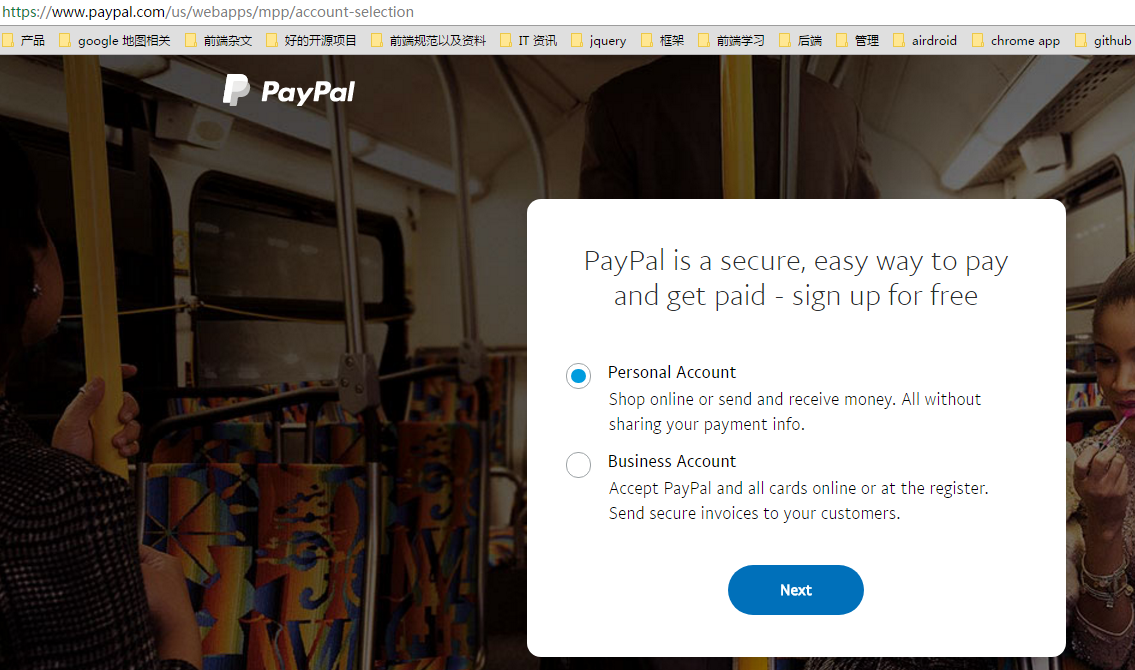 https://www.paypal.com/us/webapps/mpp/account-selection
产品 google 地图相关 前端杂文 好的开源项目 前端规范以及资料 IT 资讯 jquery 框架 前端学习 后端 管理 airdroid chrome app github
PayPal
PayPal is a secure, easy way to pay
and get paid - sign up for free
Personal Account
Shop online or send and receive money. All without
sharing your payment info.
Business Account
Accept PayPal and all cards online or at the register.
Send secure invoices to your customers.
Next